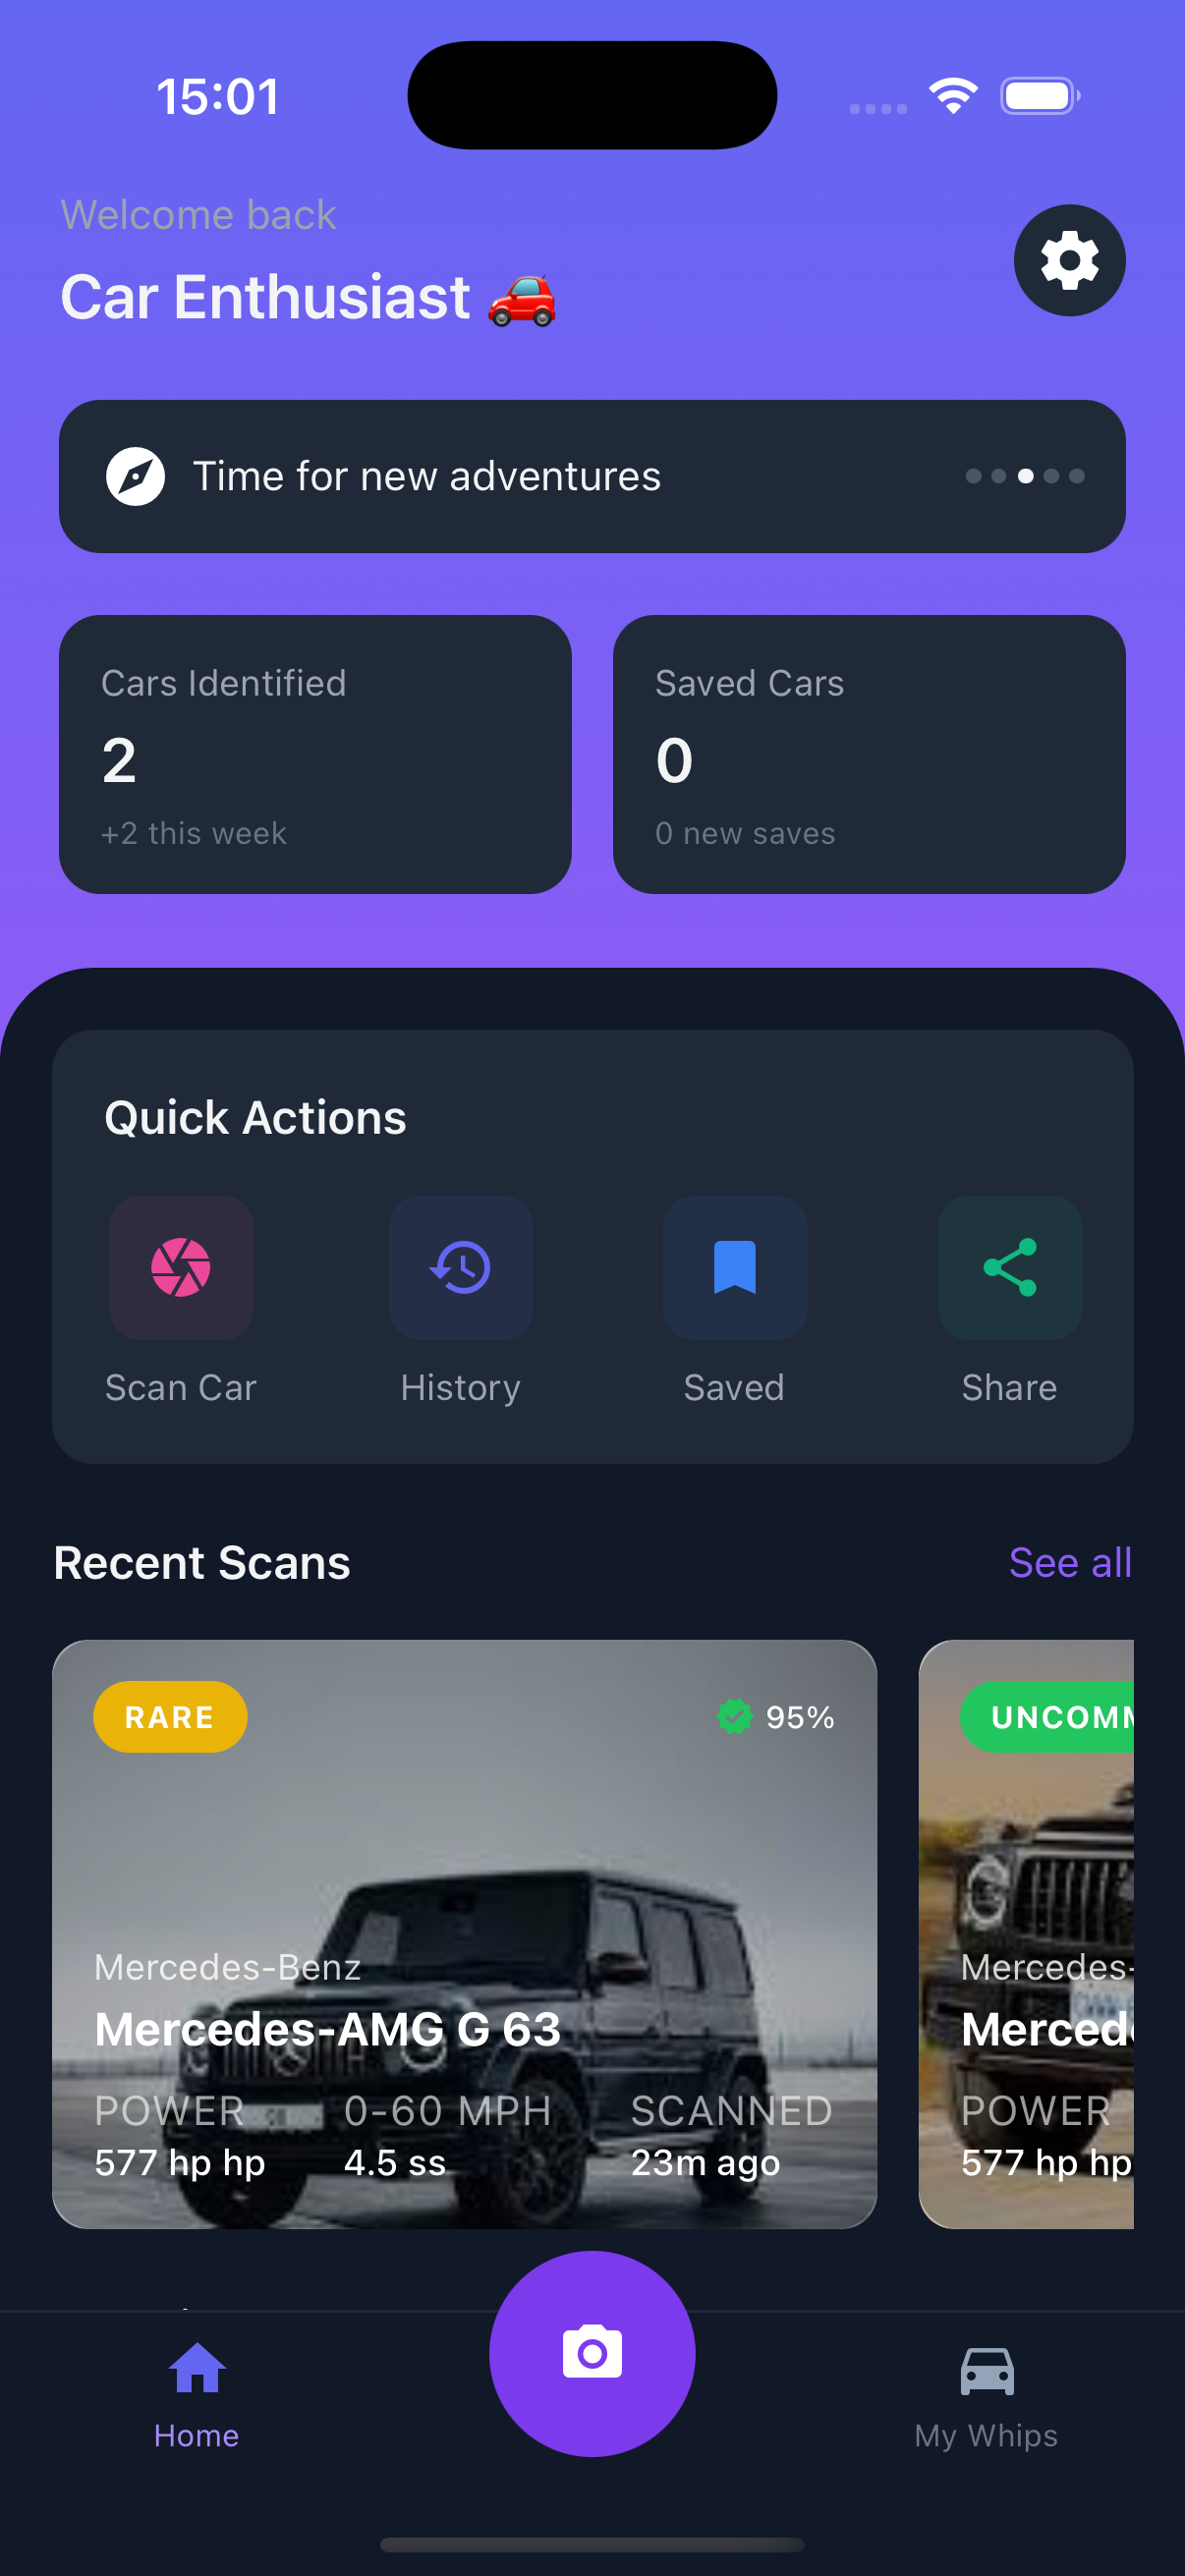 15:01
Welcome back
Car Enthusiast 🚗
Time for new adventures
Cars Identified
2
+2 this week
Saved Cars
0
0 new saves
Quick Actions
Scan Car
History
Saved
Share
Recent Scans
See all
RARE
95%
Mercedes-Benz
Mercedes-AMG G 63
POWER
0-60 MPH
SCANNED
577 hp hp
4.5 ss
23m ago
UNCOMM
Mercedes-
Merced
POWER
577 hp hp
Home
My Whips